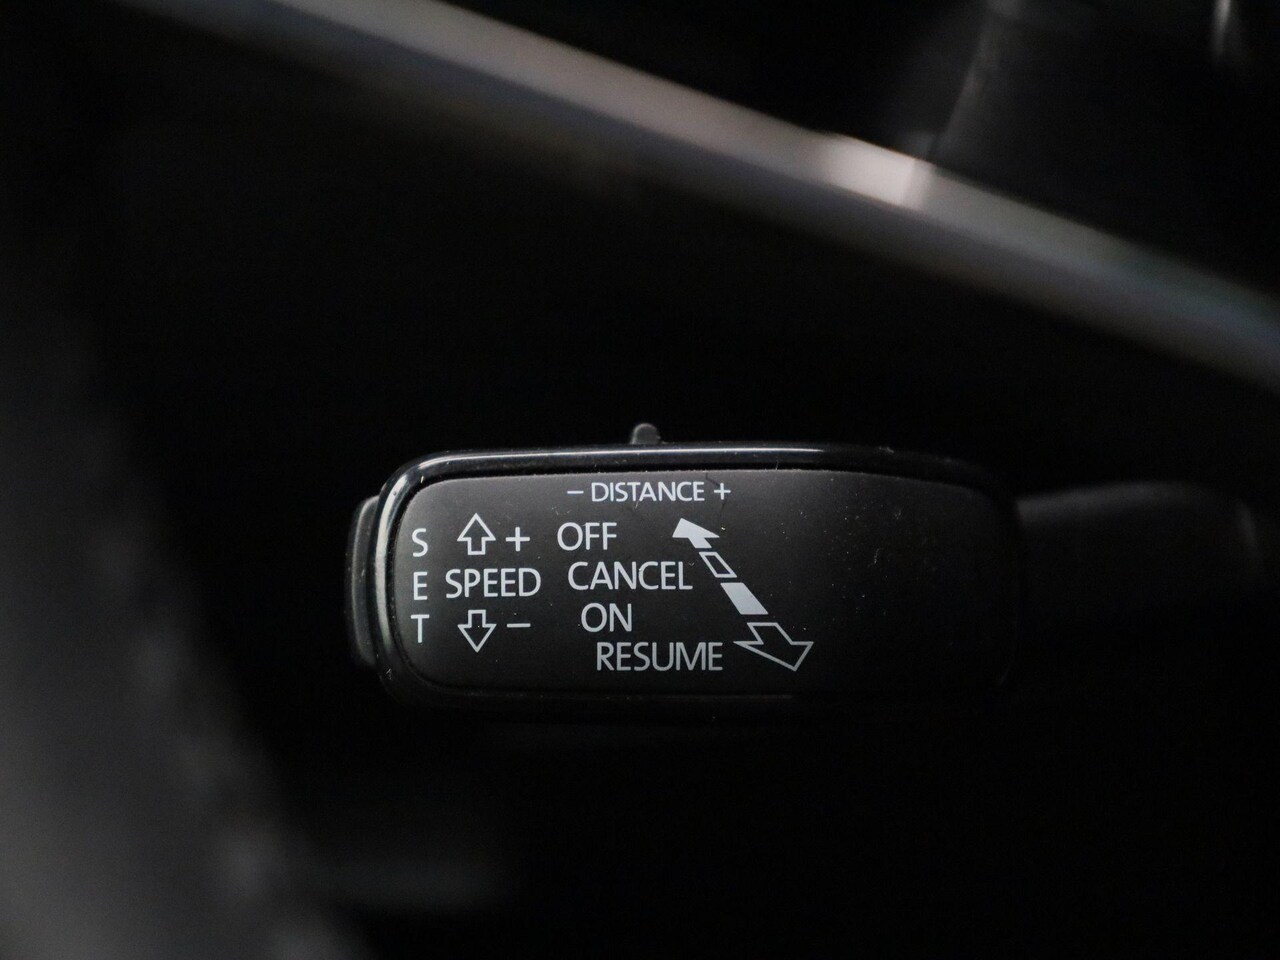 - DISTANCE +
S + OFF
E SPEED CANCEL
T - ON
RESUME